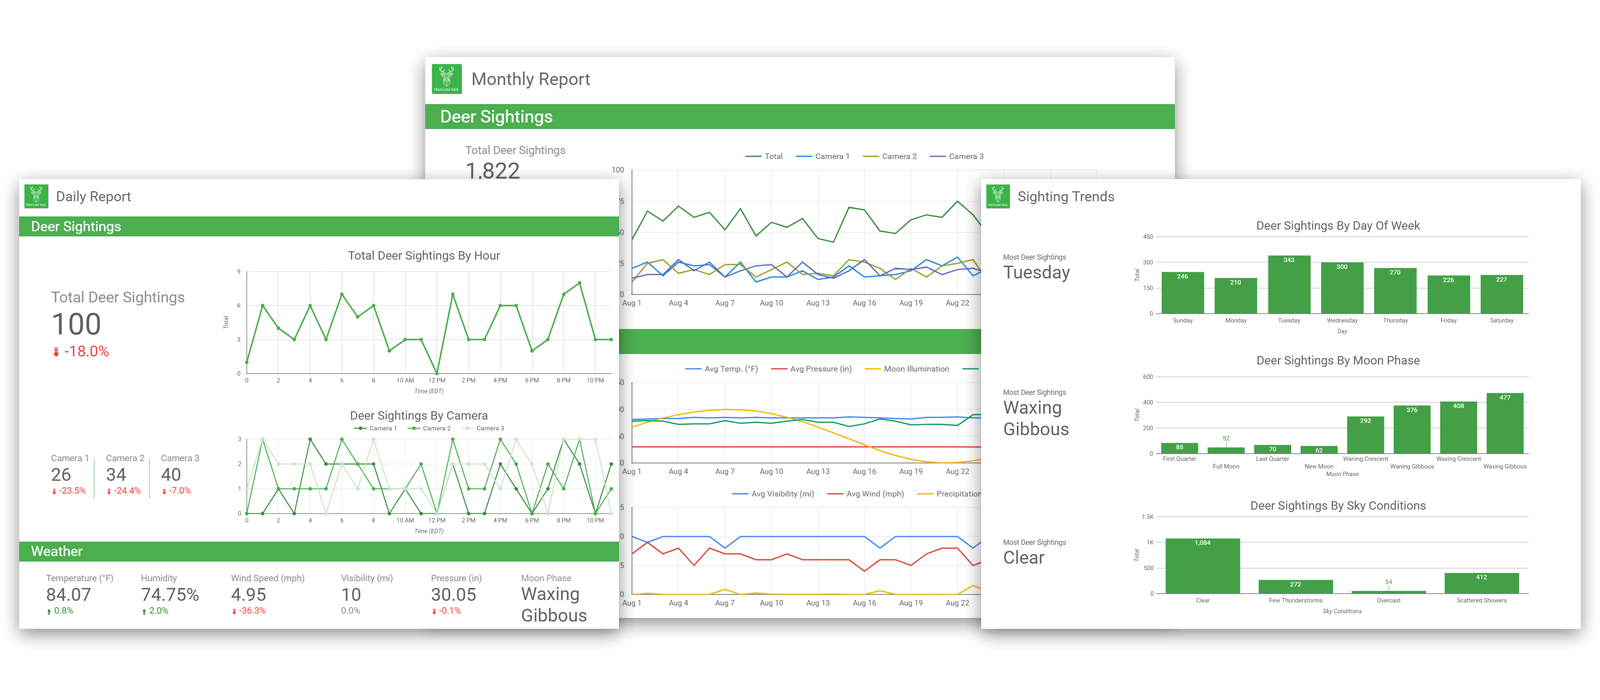 Monthly Report
Deer Sightings
Total Deer Sightings
1,822
Total Camera 1 Camera 2 Camera 3
100
Aug 1 Aug 4 Aug 7 Aug 10 Aug 13 Aug 16 Aug 19 Aug 22
Avg Temp. (°F) Avg Pressure (in) Moon Illumination
Aug 1 Aug 4 Aug 7 Aug 10 Aug 13 Aug 16 Aug 19 Aug 22
Avg Visibility (mi) Avg Wind (mph) Precipitation
Aug 1 Aug 4 Aug 7 Aug 10 Aug 13 Aug 16 Aug 19 Aug 22
Daily Report
Deer Sightings
Total Deer Sightings
100
-18.0%
Total Deer Sightings By Hour
9
6
3
0
Total
0 2 4 6 8 10 AM 12 PM 2 PM 4 PM 6 PM 8 PM 10 PM
Time (EDT)
Camera 1 Camera 2 Camera 3
26 34 40
-23.5% -24.4% -7.0%
Deer Sightings By Camera
Camera 1 Camera 2 Camera 3
3
2
1
0
0 2 4 6 8 10 AM 12 PM 2 PM 4 PM 6 PM 8 PM 10 PM
Time (EDT)
Weather
Temperature (°F) Humidity Wind Speed (mph) Visibility (mi) Pressure (in) Moon Phase
84.07 74.75% 4.95 10 30.05 Waxing
Gibbous
0.8% 2.0% -36.3% 0.0% -0.1%
Sighting Trends
Most Deer Sightings
Tuesday
Deer Sightings By Day Of Week
450
300
150
0
Total
246 210 343 300 270 226 227
Sunday Monday Tuesday Wednesday Thursday Friday Saturday
Day
Most Deer Sightings
Waxing
Gibbous
Deer Sightings By Moon Phase
600
400
200
0
Total
85 52 70 62 292 376 408 477
First Quarter Full Moon Last Quarter New Moon Waning Crescent Waning Gibbous Waxing Crescent Waxing Gibbous
Moon Phase
Most Deer Sightings
Clear
Deer Sightings By Sky Conditions
1.5K
1K
500
0
Total
1,084 272 54 412
Clear Few Thunderstorms Overcast Scattered Showers
Sky Conditions